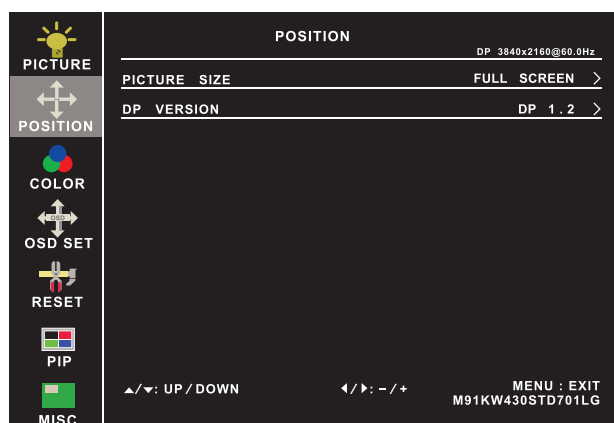 POSITION
DP 3840x2160@60.0Hz
PICTURE
PICTURE SIZE FULL SCREEN >
DP VERSION DP 1.2 >
POSITION
COLOR
OSD
OSD SET
RESET
PIP
▲/▼: UP/DOWN ◀/▶: -/+ MENU : EXIT
M91KW430STD701LG
MISC